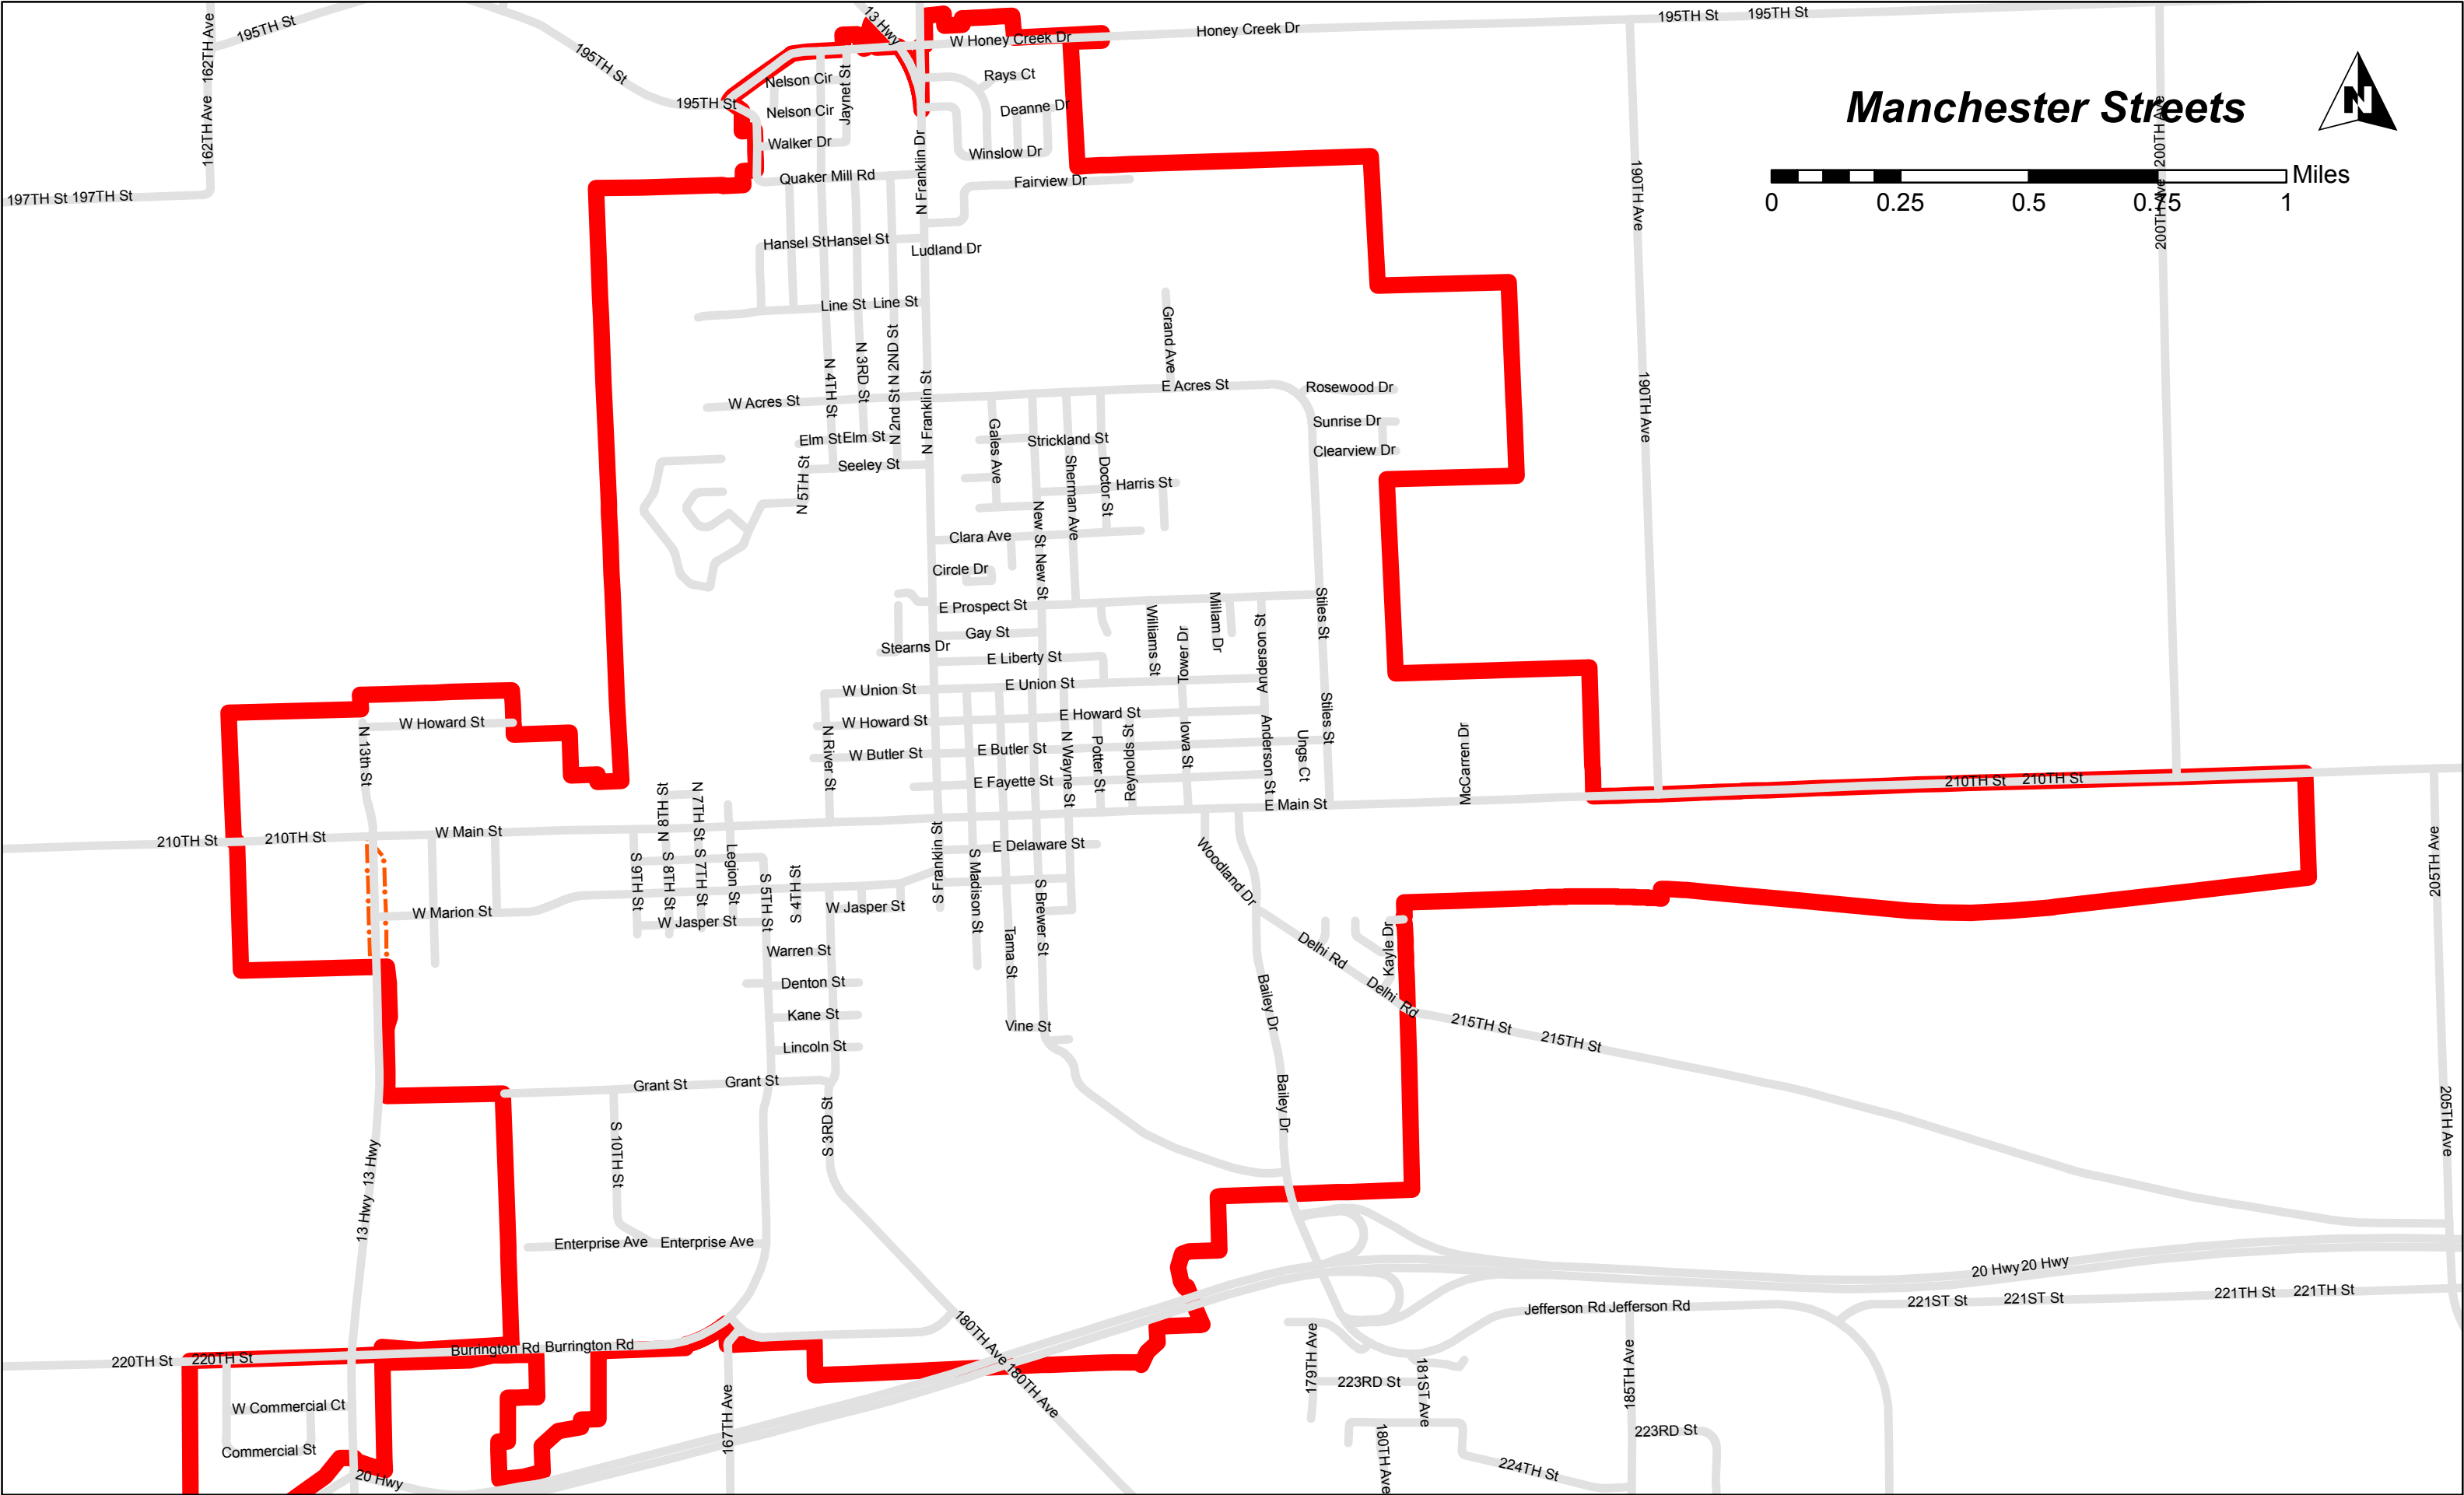 Manchester Streets
N
Miles
0 0.25 0.5 0.75 1
162TH Ave 162TH Ave
195TH St
195TH St
195TH St
13 Hwy
W Honey Creek Dr
Honey Creek Dr
195TH St 195TH St
197TH St 197TH St
Nelson Cir
Nelson Cir
Jaynet St
Walker Dr
Quaker Mill Rd
Rays Ct
Deanne Dr
Winslow Dr
Fairview Dr
N Franklin Dr
190TH Ave
190TH Ave
200TH Ave 200TH Ave
Hansel St Hansel St
Ludland Dr
Line St Line St
N 4TH St
N 3RD St
N 2nd St N 2ND St
N Franklin St
Grand Ave
W Acres St
E Acres St
Rosewood Dr
Sunrise Dr
Clearview Dr
Elm St Elm St
Seeley St
N 5TH St
Gales Ave
Strickland St
Sherman Ave
Doctor St
Harris St
New St New St
Clara Ave
Circle Dr
E Prospect St
Gay St
Stearns Dr
E Liberty St
Williams St
Tower Dr
Millam Dr
Anderson St
Stiles St
W Union St
E Union St
W Howard St
W Howard St
E Howard St
W Butler St
E Butler St
E Fayette St
N River St
N Wayne St
Potter St
Reynolds St
Iowa St
Anderson St
Ungs Ct
Stiles St
McCarren Dr
N 13th St
210TH St 210TH St
210TH St
210TH St
W Main St
E Main St
N 8TH St
N 7TH St
S 9TH St
S 8TH St
S 7TH St
Legion St
S 5TH St
S 4TH St
S Franklin St
S Madison St
E Delaware St
S Brewer St
Tama St
Woodland Dr
205TH Ave
W Marion St
W Jasper St
W Jasper St
Warren St
Denton St
Kane St
Lincoln St
Vine St
Delhi Rd
Delhi Rd
Kayle Dr
Bailey Dr
Bailey Dr
215TH St
215TH St
Grant St
Grant St
S 10TH St
S 3RD St
205TH Ave
13 Hwy 13 Hwy
Enterprise Ave Enterprise Ave
20 Hwy 20 Hwy
Jefferson Rd Jefferson Rd
221ST St
221ST St
221TH St
221TH St
220TH St
220TH St
Burrington Rd Burrington Rd
180TH Ave 180TH Ave
179TH Ave
181ST Ave
185TH Ave
223RD St
223RD St
167TH Ave
W Commercial Ct
Commercial St
20 Hwy
180TH Ave
224TH St